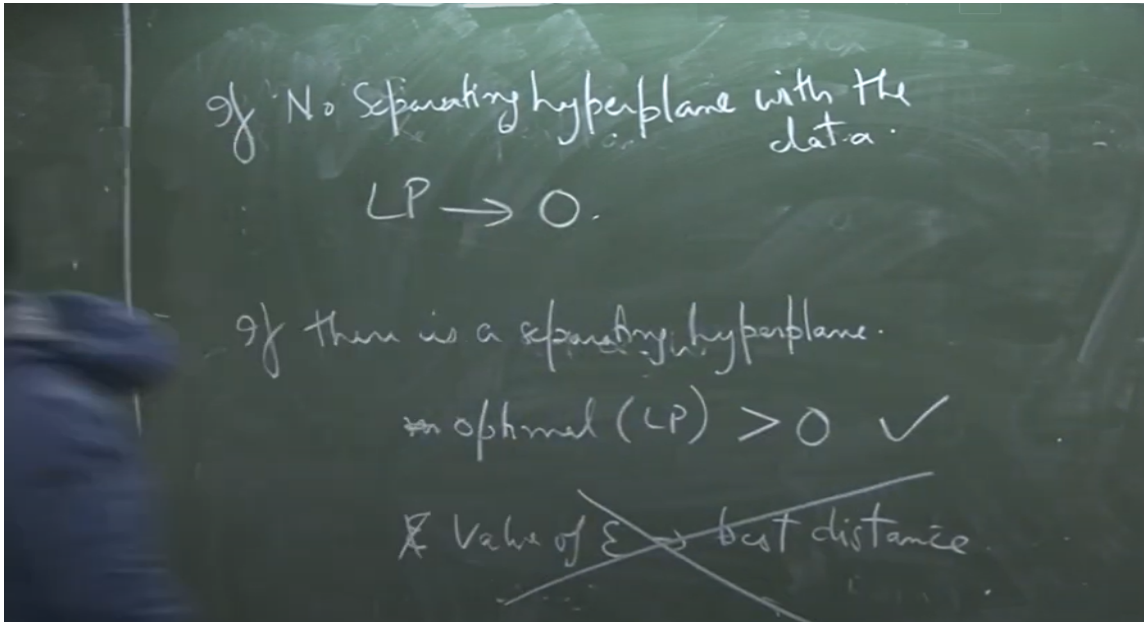 If No Separating hyperplane with the
data.
LP → 0.
If there is a separating hyperplane.
optimal (LP) > 0 ✓
Value of ε → best distance